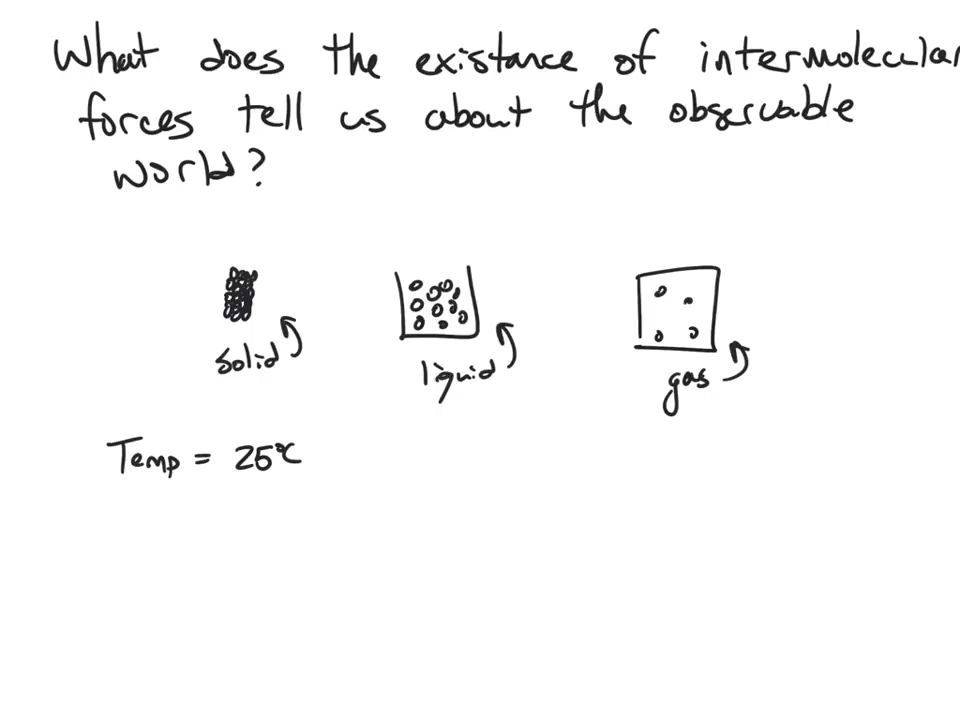 What does the existance of intermolecular
forces tell us about the observable
world?
solid
liquid
gas
Temp = 25°C